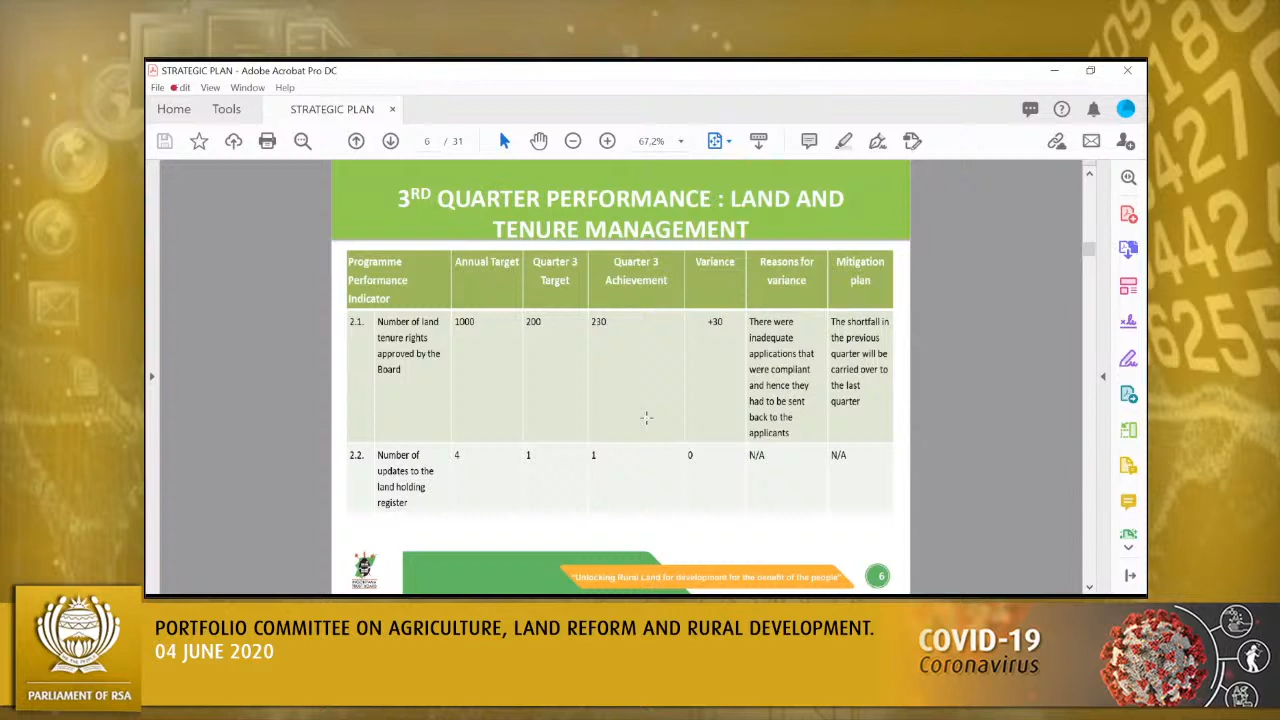 STRATEGIC PLAN - Adobe Acrobat Pro DC
File Edit View Window Help
Home Tools STRATEGIC PLAN ×
6 / 31 67,2%
3RD QUARTER PERFORMANCE : LAND AND
TENURE MANAGEMENT
Programme
Performance
Indicator
Annual Target
Quarter 3
Target
Quarter 3
Achievement
Variance
Reasons for
variance
Mitigation
plan
2.1.
Number of land
tenure rights
approved by the
Board
1000
200
230
+30
There were
inadequate
applications that
were compliant
and hence they
had to be sent
back to the
applicants
The shortfall in
the previous
quarter will be
carried over to
the last
quarter
2.2.
Number of
updates to the
land holding
register
4
1
1
0
N/A
N/A
"Unlocking Rural Land for development for the benefit of the people"
6
PORTFOLIO COMMITTEE ON AGRICULTURE, LAND REFORM AND RURAL DEVELOPMENT.
04 JUNE 2020
PARLIAMENT OF RSA
COVID-19
Coronavirus